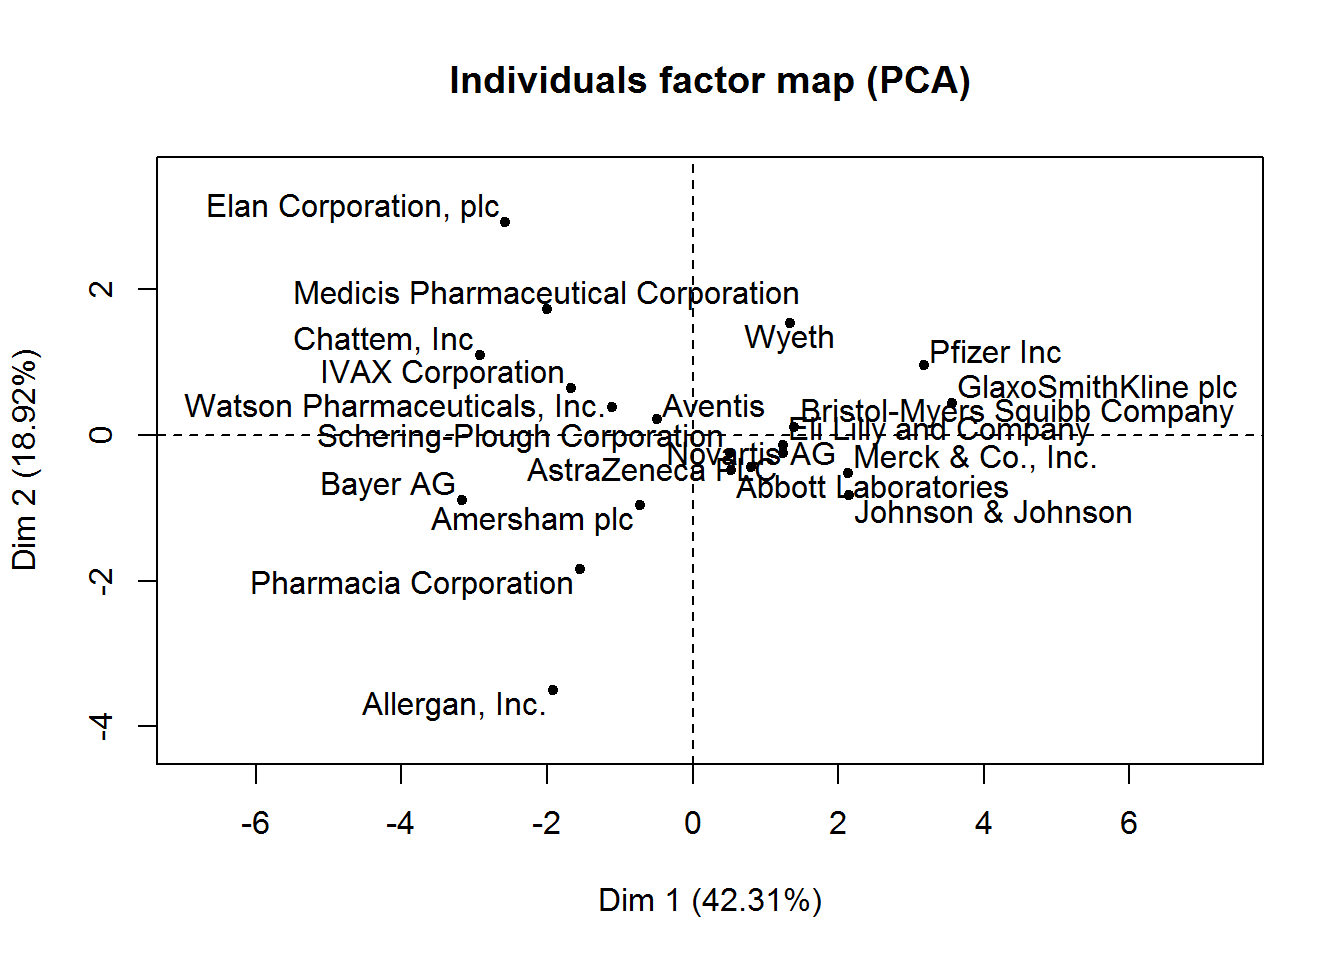 Individuals factor map (PCA)
Elan Corporation, plc
Medicis Pharmaceutical Corporation
Wyeth
Chattem, Inc
Pfizer Inc
IVAX Corporation
GlaxoSmithKline plc
Watson Pharmaceuticals, Inc.
Aventis
Bristol-Myers Squibb Company
Eli Lilly and Company
Schering-Plough Corporation
Novartis AG
Merck & Co., Inc.
AstraZeneca PLC
Bayer AG
Abbott Laboratories
Johnson & Johnson
Amersham plc
Pharmacia Corporation
Allergan, Inc.
2
0
-2
-4
Dim 2 (18.92%)
-6 -4 -2 0 2 4 6
Dim 1 (42.31%)